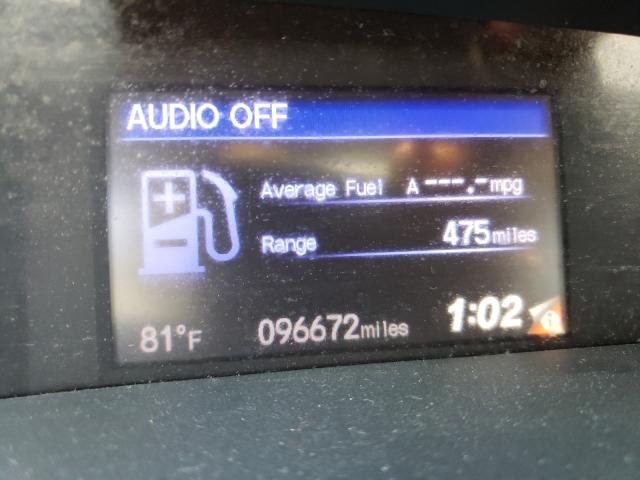 AUDIO OFF
Average Fuel A ---.- mpg
Range 475 miles
81°F 096672 miles 1:02 i